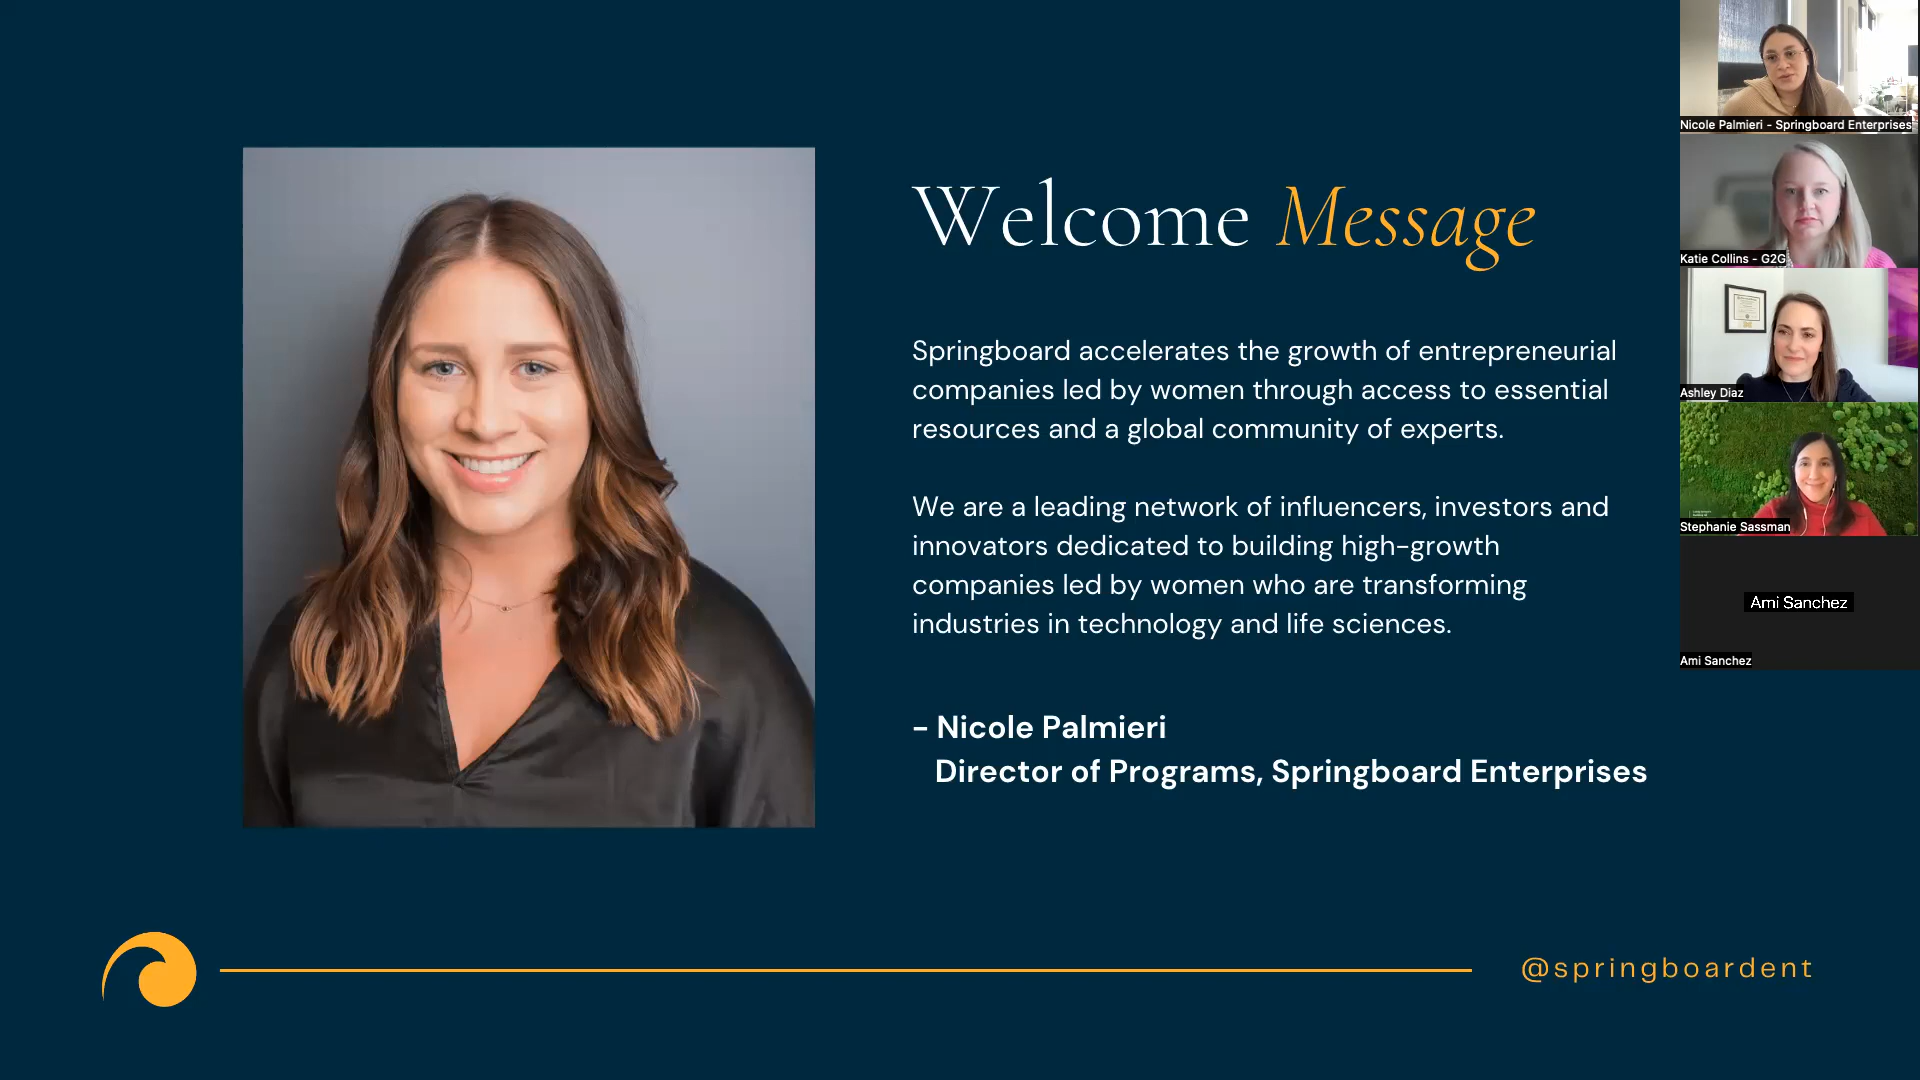 Welcome Message
Springboard accelerates the growth of entrepreneurial
companies led by women through access to essential
resources and a global community of experts.
We are a leading network of influencers, investors and
innovators dedicated to building high-growth
companies led by women who are transforming
industries in technology and life sciences.
- Nicole Palmieri
Director of Programs, Springboard Enterprises
@springboardent
Nicole Palmieri - Springboard Enterprises
Katie Collins - G2G
Ashley Diaz
Stephanie Sassman
Ami Sanchez
Ami Sanchez